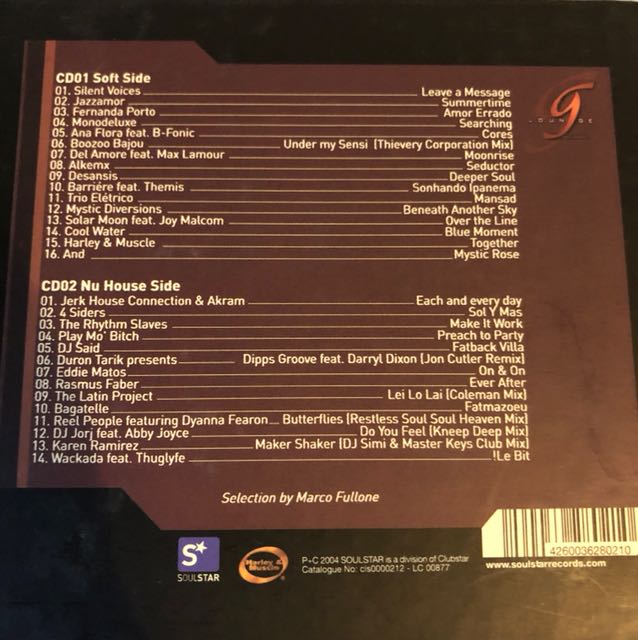 CD01 Soft Side
01. Silent Voices Leave a Message
02. Jazzamor Summertime
03. Fernanda Porto Amor Errado
04. Monodeluxe Searching
05. Ana Flora feat. B-Fonic Cores
06. Boozoo Bajou Under my Sensi (Thievery Corporation Mix)
07. Del Amore feat. Max Lamour Moonrise
08. Alkemx Seductor
09. Desansis Deeper Soul
10. Barriére feat. Themis Sonhando Ipanema
11. Trio Elétrico Mansad
12. Mystic Diversions Beneath Another Sky
13. Solar Moon feat. Joy Malcom Over the Line
14. Cool Water Blue Moment
15. Harley & Muscle Together
16. And Mystic Rose
g
LOUNGE
CD02 Nu House Side
01. Jerk House Connection & Akram Each and every day
02. 4 Siders Sol Y Mas
03. The Rhythm Slaves Make It Work
04. Play Mo' Bitch Preach to Party
05. DJ Said Fatback Villa
06. Duron Tarik presents Dipps Groove feat. Darryl Dixon (Jon Cutler Remix)
07. Eddie Matos On & On
08. Rasmus Faber Ever After
09. The Latin Project Lei Lo Lai (Coleman Mix)
10. Bagatelle Fatmazoeu
11. Reel People featuring Dyanna Fearon Butterflies (Restless Soul Soul Heaven Mix)
12. DJ Jorj feat. Abby Joyce Do You Feel (Kneep Deep Mix)
13. Karen Ramirez Maker Shaker (DJ Simi & Master Keys Club Mix)
14. Wackada feat. Thuglyfe !Le Bit
Selection by Marco Fullone
S
SOULSTAR
Harley & Muscle
P+C 2004 SOULSTAR is a division of Clubstar
Catalogue No: cls0000212 - LC 00877
4260036280210
www.soulstarrecords.com